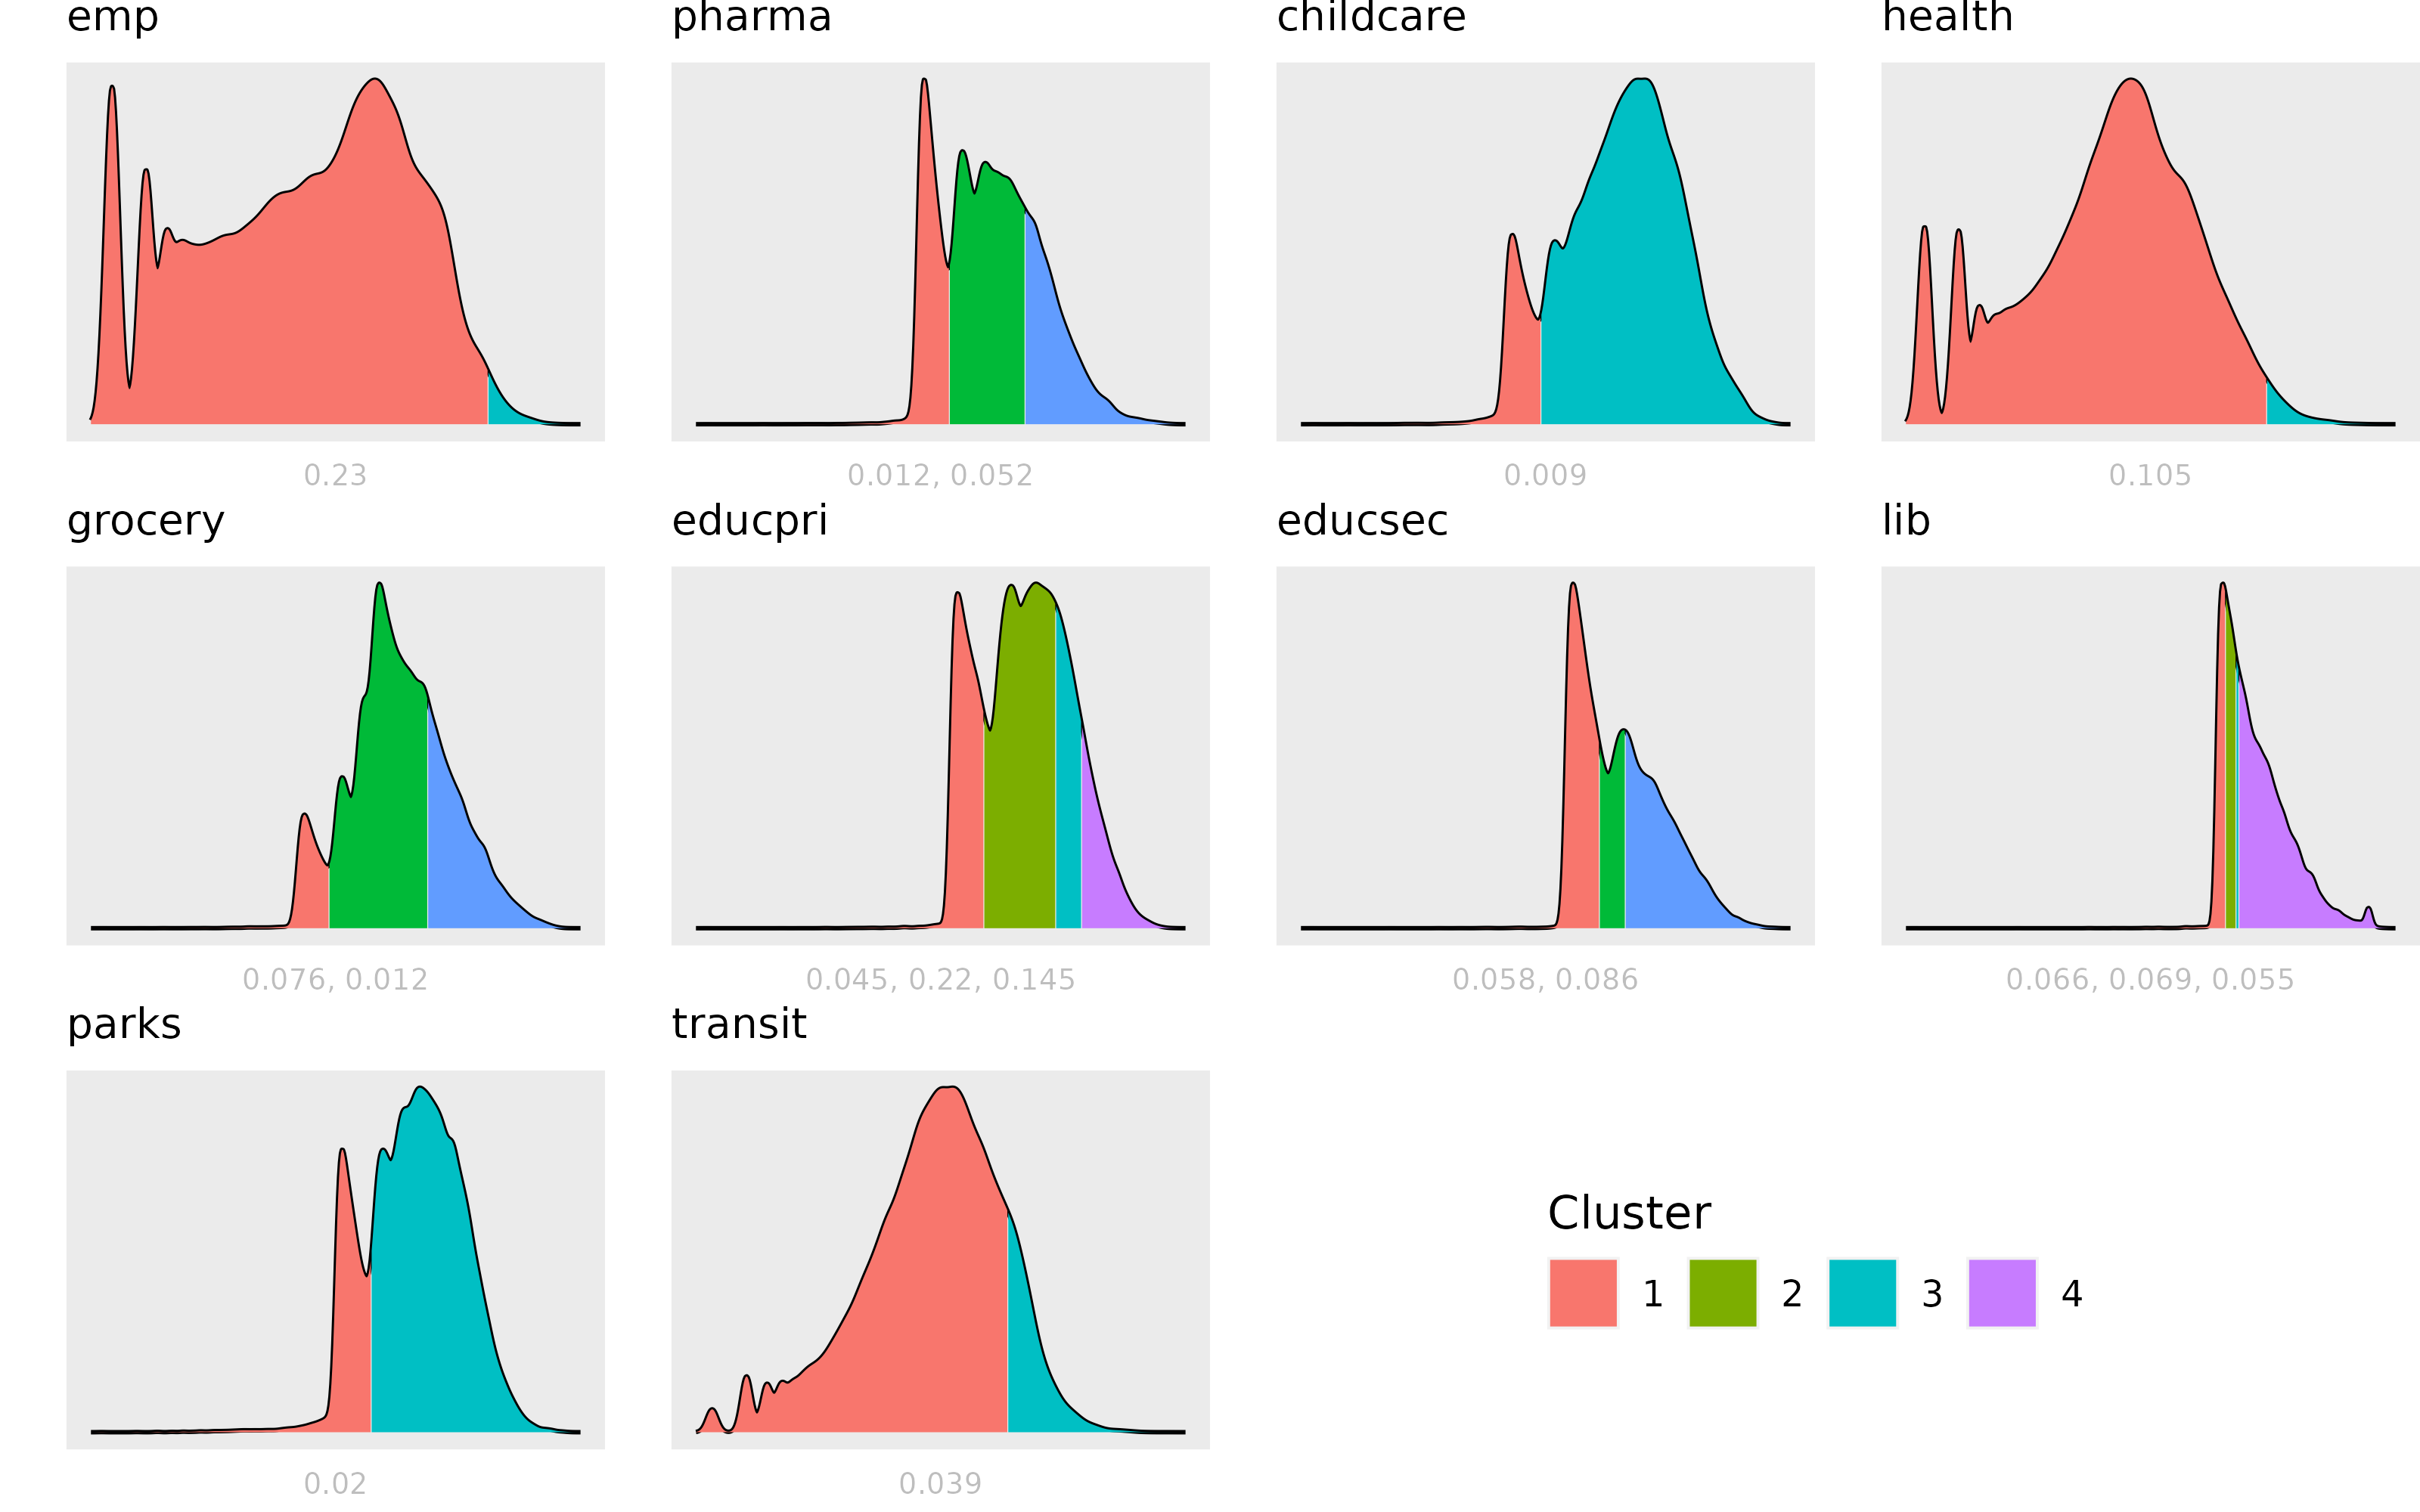 emp
pharma
childcare
health
0.23
0.012, 0.052
0.009
0.105
grocery
educpri
educsec
lib
0.076, 0.012
0.045, 0.22, 0.145
0.058, 0.086
0.066, 0.069, 0.055
parks
transit
Cluster
1
2
3
4
0.02
0.039